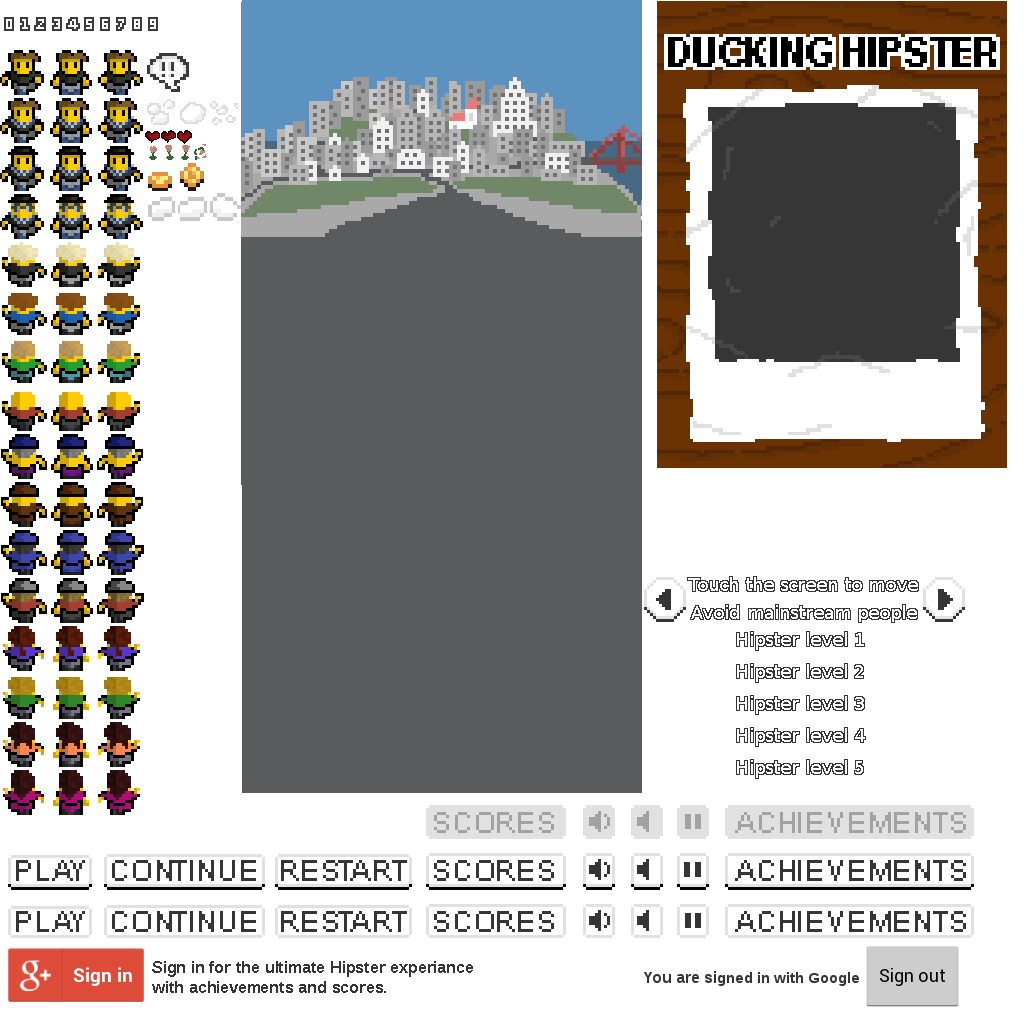 0123456789
DUCKING HIPSTER
Touch the screen to move
Avoid mainstream people
Hipster level 1
Hipster level 2
Hipster level 3
Hipster level 4
Hipster level 5
SCORES ACHIEVEMENTS
PLAY CONTINUE RESTART SCORES ACHIEVEMENTS
PLAY CONTINUE RESTART SCORES ACHIEVEMENTS
g+ Sign in
Sign in for the ultimate Hipster experiance
with achievements and scores.
You are signed in with Google
Sign out